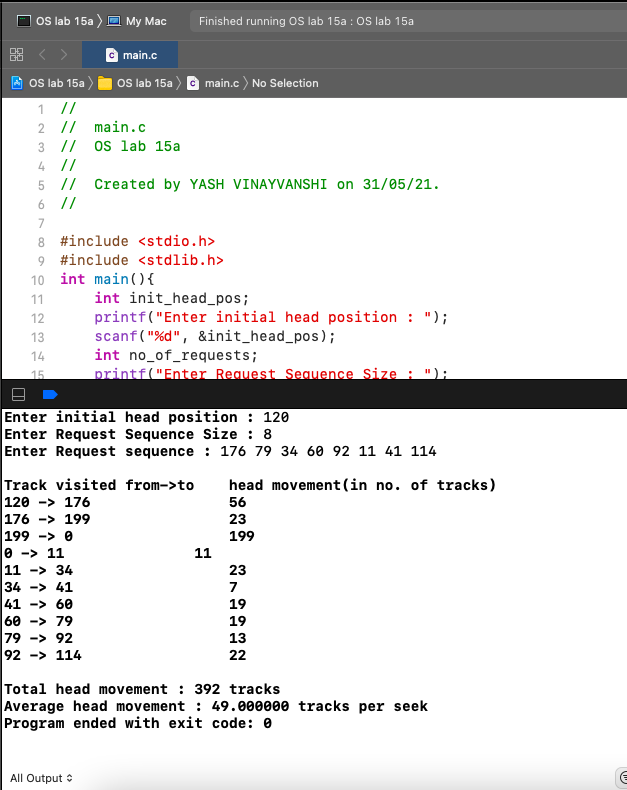 OS lab 15a 〉 My Mac
Finished running OS lab 15a : OS lab 15a
main.c
OS lab 15a 〉 OS lab 15a 〉 main.c 〉 No Selection
1 //
2 //  main.c
3 //  OS lab 15a
4 //
5 //  Created by YASH VINAYVANSHI on 31/05/21.
6 //
7
8 #include <stdio.h>
9 #include <stdlib.h>
10 int main(){
11     int init_head_pos;
12     printf("Enter initial head position : ");
13     scanf("%d", &init_head_pos);
14     int no_of_requests;
15     printf("Enter Request Sequence Size : ");
Enter initial head position : 120
Enter Request Sequence Size : 8
Enter Request sequence : 176 79 34 60 92 11 41 114
Track visited from->to    head movement(in no. of tracks)
120 -> 176    56
176 -> 199    23
199 -> 0    199
0 -> 11    11
11 -> 34    23
34 -> 41    7
41 -> 60    19
60 -> 79    19
79 -> 92    13
92 -> 114    22
Total head movement : 392 tracks
Average head movement : 49.000000 tracks per seek
Program ended with exit code: 0
All Output